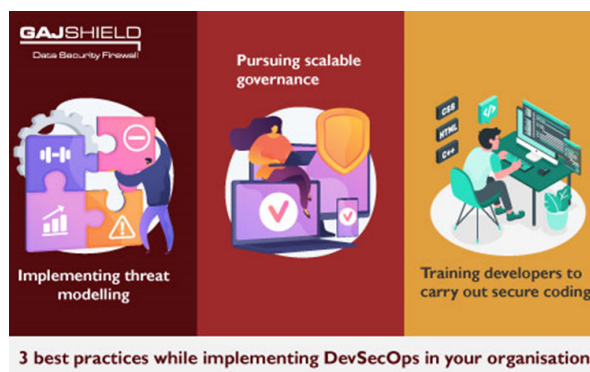 GAJSHIELD
Data Security Firewall
Implementing threat
modelling
Pursuing scalable
governance
CSS
HTML
C++
</>
Training developers to
carry out secure coding
3 best practices while implementing DevSecOps in your organisation